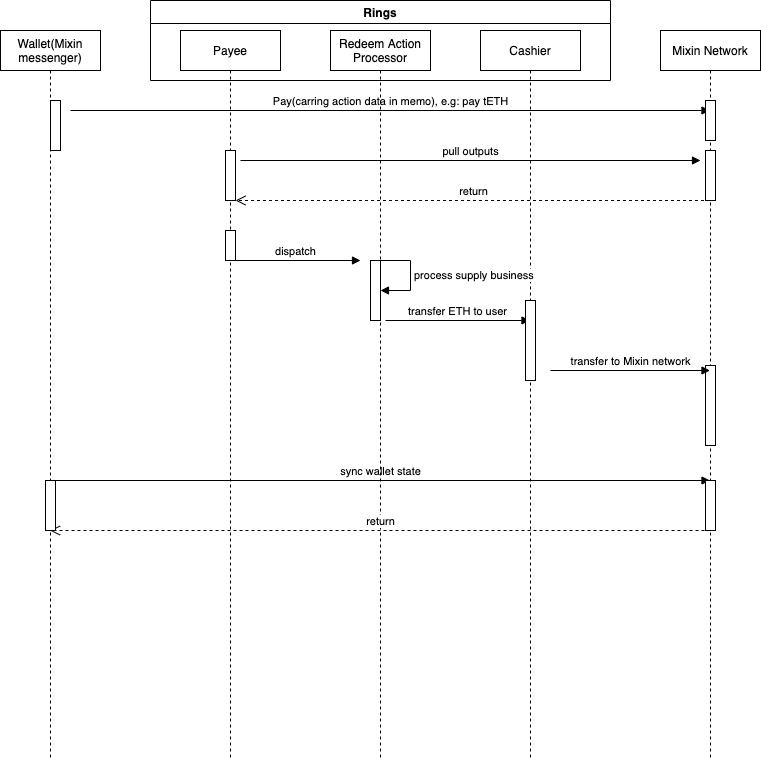 Rings
Wallet(Mixin
messenger)
Payee
Redeem Action
Processor
Cashier
Mixin Network
Pay(carring action data in memo), e.g: pay tETH
pull outputs
return
dispatch
process supply business
transfer ETH to user
transfer to Mixin network
sync wallet state
return